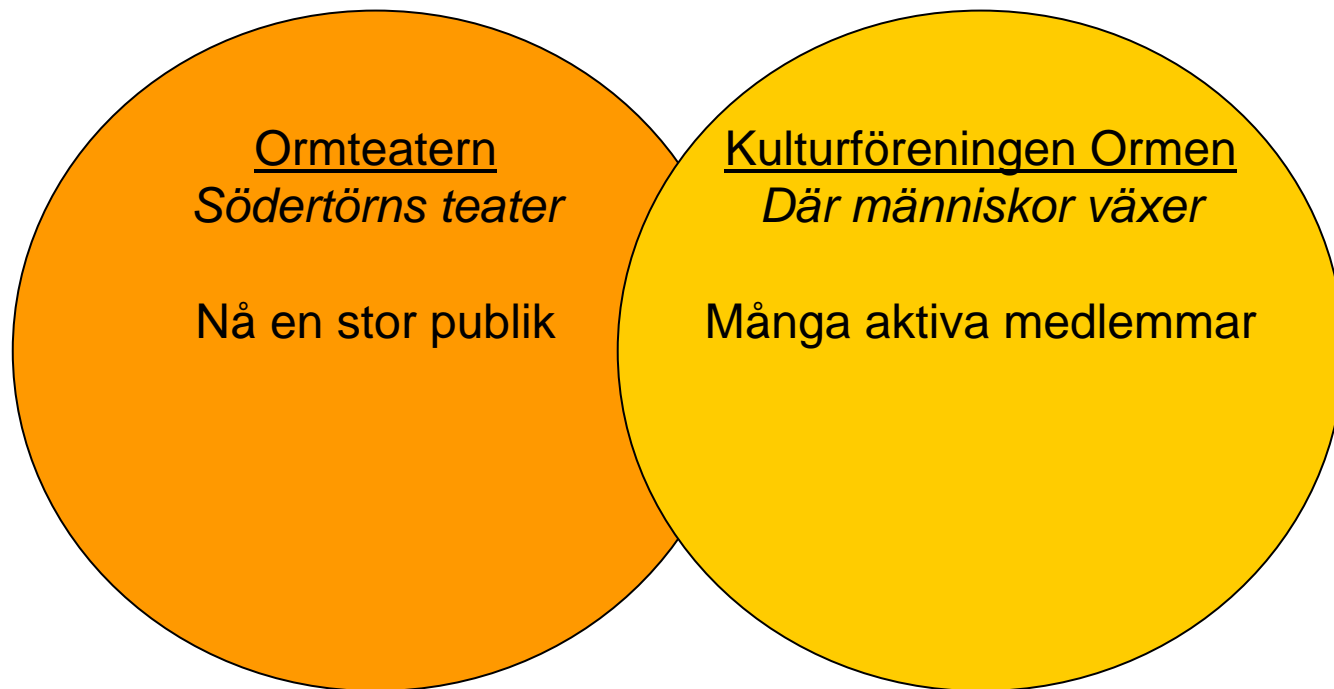 Ormteatern
Södertörns teater
Nå en stor publik
Kulturföreningen Ormen
Där människor växer
Många aktiva medlemmar